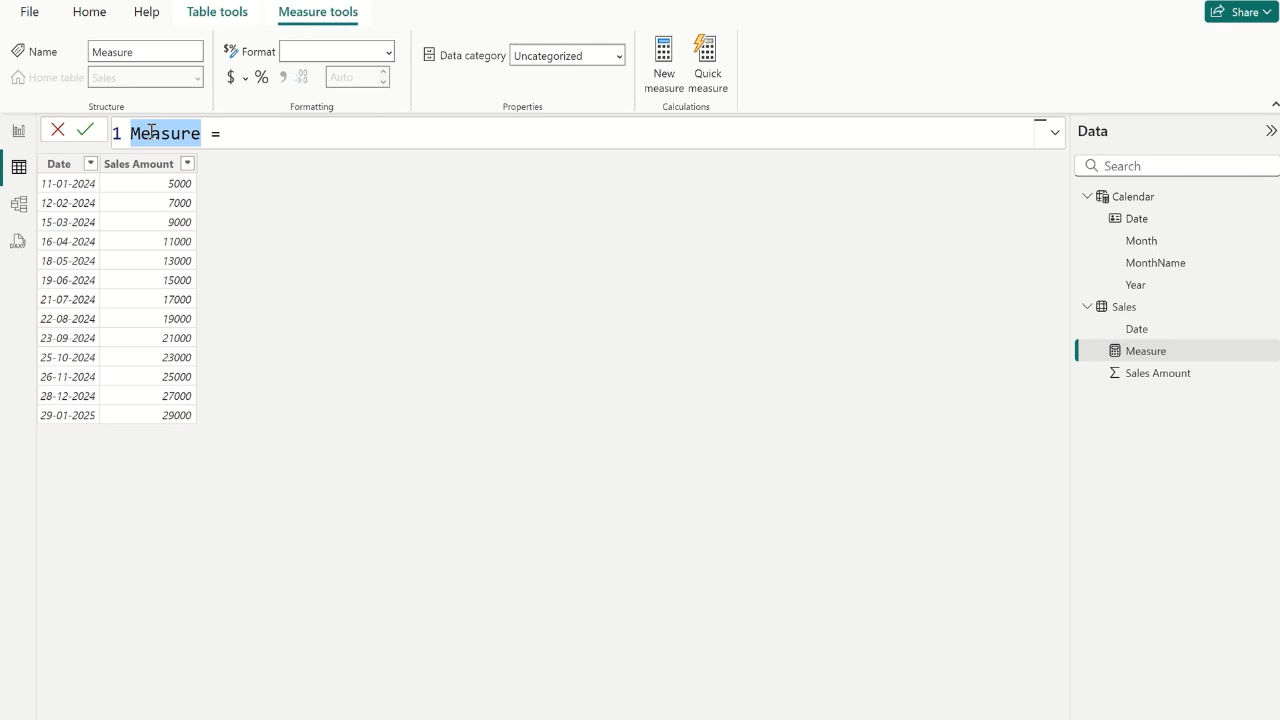 File Home Help Table tools Measure tools Share
Name Measure Format Data category Uncategorized New measure Quick measure
Home table Sales $ % Auto
Structure Formatting Properties Calculations
1 Measure =
Data
Search
Date Sales Amount
11-01-2024 5000
12-02-2024 7000
15-03-2024 9000
16-04-2024 11000
18-05-2024 13000
19-06-2024 15000
21-07-2024 17000
22-08-2024 19000
23-09-2024 21000
25-10-2024 23000
26-11-2024 25000
28-12-2024 27000
29-01-2025 29000
Calendar
Date
Month
MonthName
Year
Sales
Date
Measure
Sales Amount